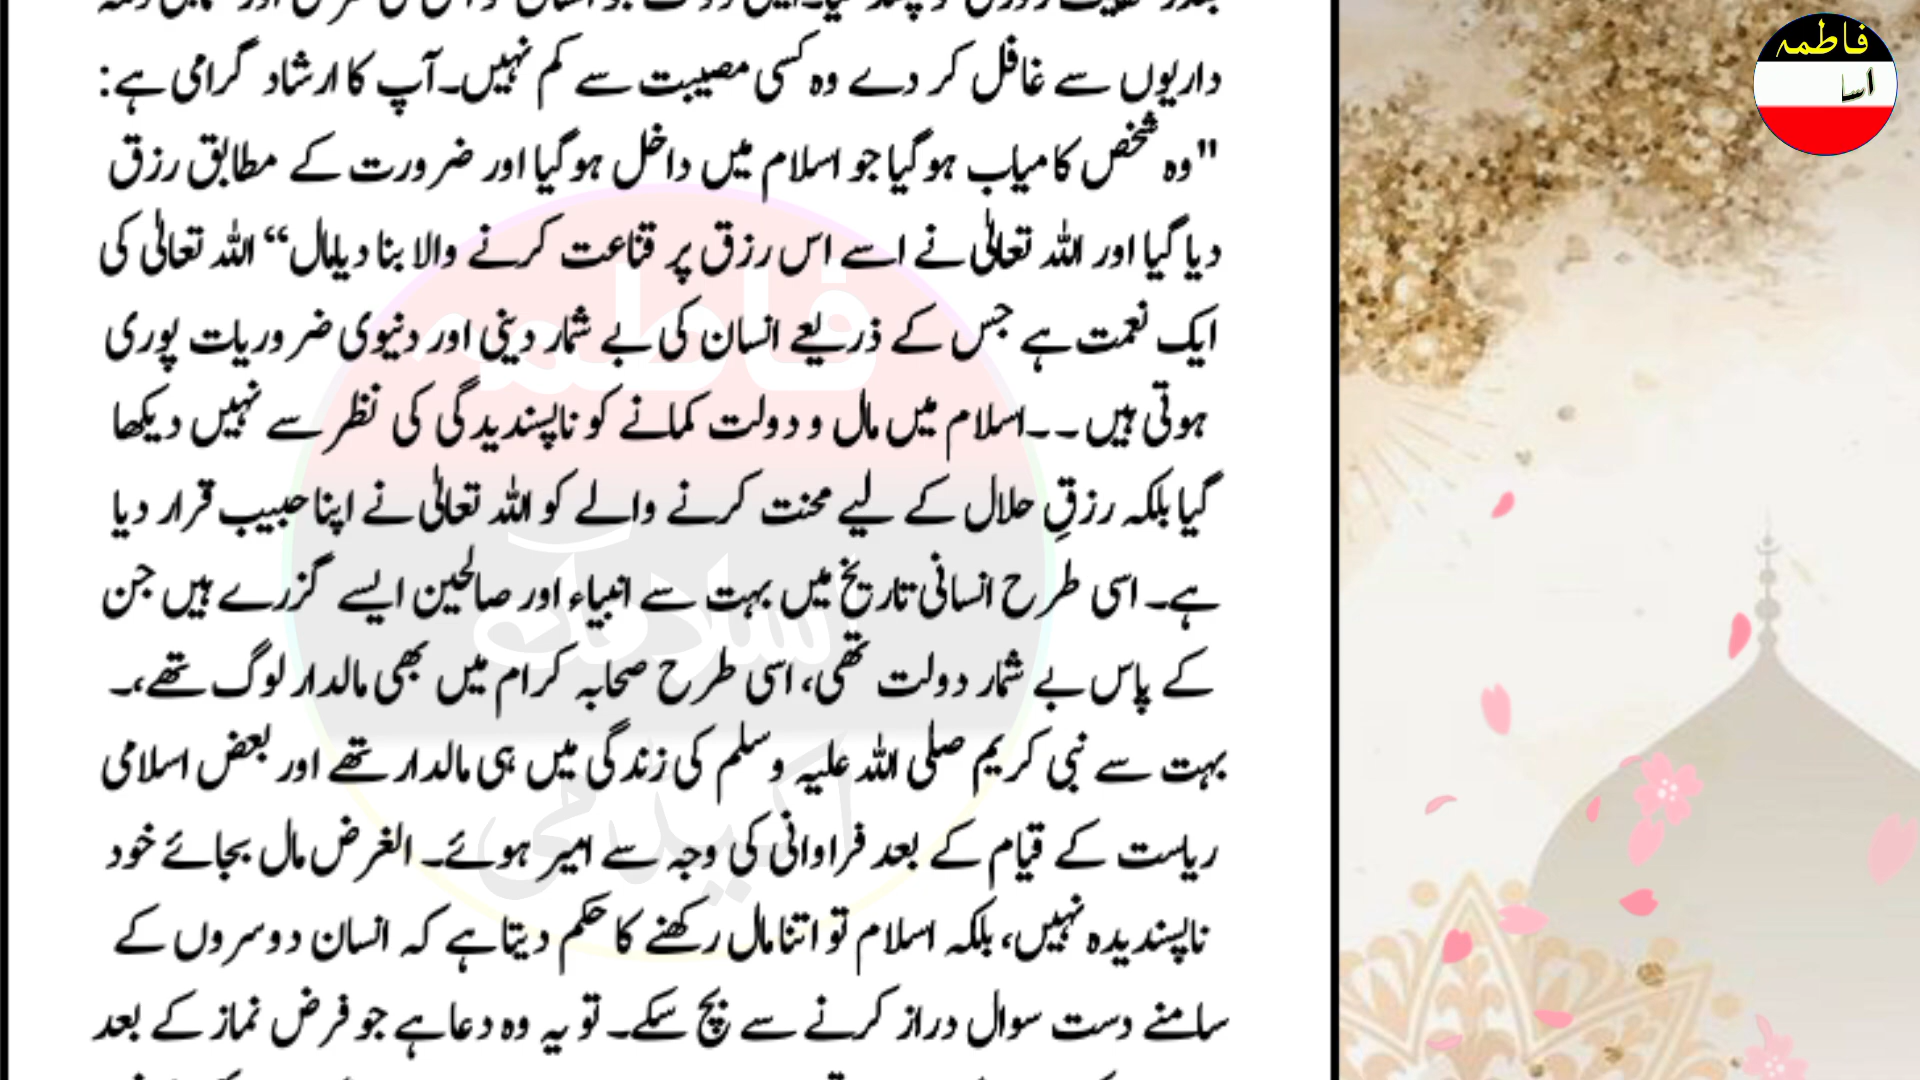 داریوں سے غافل کر دے وہ کسی مصیبت سے کم نہیں۔آپ کا ارشاد گرامی ہے:
"وہ شخص کامیاب ہوگیا جو اسلام میں داخل ہوگیا اور ضرورت کے مطابق رزق
دیا گیا اور اللہ تعالٰی نے اسے اس رزق پر قناعت کرنے والا بنا دیامال“ اللہ تعالٰی کی
ایک نعمت ہے جس کے ذریعے انسان کی بے شمار دینی اور دنیوی ضروریات پوری
ہوتی ہیں ۔۔اسلام میں مال و دولت کمانے کو ناپسندیدگی کی نظر سے نہیں دیکھا
گیا بلکہ رزقِ حلال کے لیے محنت کرنے والے کو اللہ تعالٰی نے اپنا حبیب قرار دیا
ہے۔ اسی طرح انسانی تاریخ میں بہت سے انبیاء اور صالحین ایسے گزرے ہیں جن
کے پاس بے شمار دولت تھی، اسی طرح صحابہ کرام میں بھی مالدار لوگ تھے،۔
بہت سے نبی کریم صلی اللہ علیہ وسلم کی زندگی میں ہی مالدار تھے اور بعض اسلامی
ریاست کے قیام کے بعد فراوانی کی وجہ سے امیر ہوئے۔ الغرض مال بجائے خود
ناپسندیدہ نہیں، بلکہ اسلام تو اتنا مال رکھنے کا حکم دیتا ہے کہ انسان دوسروں کے
سامنے دست سوال دراز کرنے سے بچ سکے۔ تو یہ وہ دعا ہے جو فرض نماز کے بعد
فاطمہ
اسا
فاطمہ
اسلامک
اکیڈمی